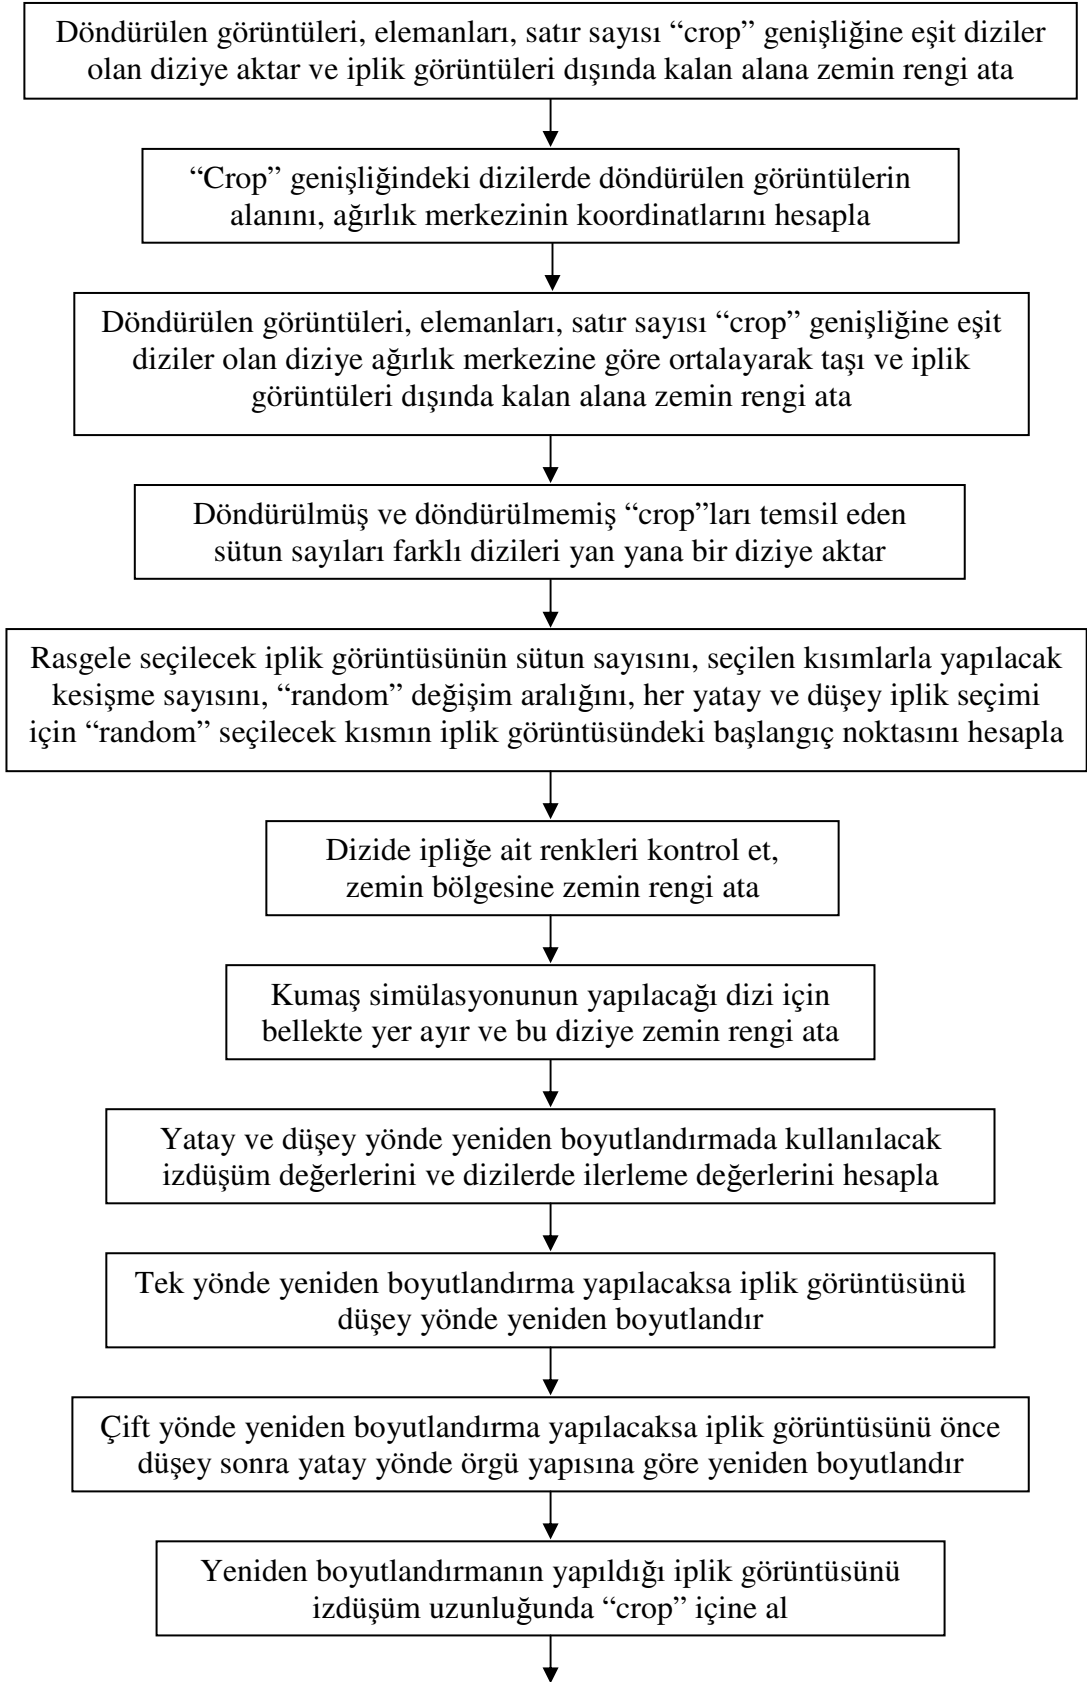 Döndürülen görüntüleri, elemanları, satır sayısı “crop” genişliğine eşit diziler
olan diziye aktar ve iplik görüntüleri dışında kalan alana zemin rengi ata
“Crop” genişliğindeki dizilerde döndürülen görüntülerin
alanını, ağırlık merkezinin koordinatlarını hesapla
Döndürülen görüntüleri, elemanları, satır sayısı “crop” genişliğine eşit
diziler olan diziye ağırlık merkezine göre ortalayarak taşı ve iplik
görüntüleri dışında kalan alana zemin rengi ata
Döndürülmüş ve döndürülmemiş “crop”ları temsil eden
sütun sayıları farklı dizileri yan yana bir diziye aktar
Rasgele seçilecek iplik görüntüsünün sütun sayısını, seçilen kısımlarla yapılacak
kesişme sayısını, “random” değişim aralığını, her yatay ve düşey iplik seçimi
için “random” seçilecek kısmın iplik görüntüsündeki başlangıç noktasını hesapla
Dizide ipliğe ait renkleri kontrol et,
zemin bölgesine zemin rengi ata
Kumaş simülasyonunun yapılacağı dizi için
bellekte yer ayır ve bu diziye zemin rengi ata
Yatay ve düşey yönde yeniden boyutlandırmada kullanılacak
izdüşüm değerlerini ve dizilerde ilerleme değerlerini hesapla
Tek yönde yeniden boyutlandırma yapılacaksa iplik görüntüsünü
düşey yönde yeniden boyutlandır
Çift yönde yeniden boyutlandırma yapılacaksa iplik görüntüsünü önce
düşey sonra yatay yönde örgü yapısına göre yeniden boyutlandır
Yeniden boyutlandırmanın yapıldığı iplik görüntüsünü
izdüşüm uzunluğunda “crop” içine al